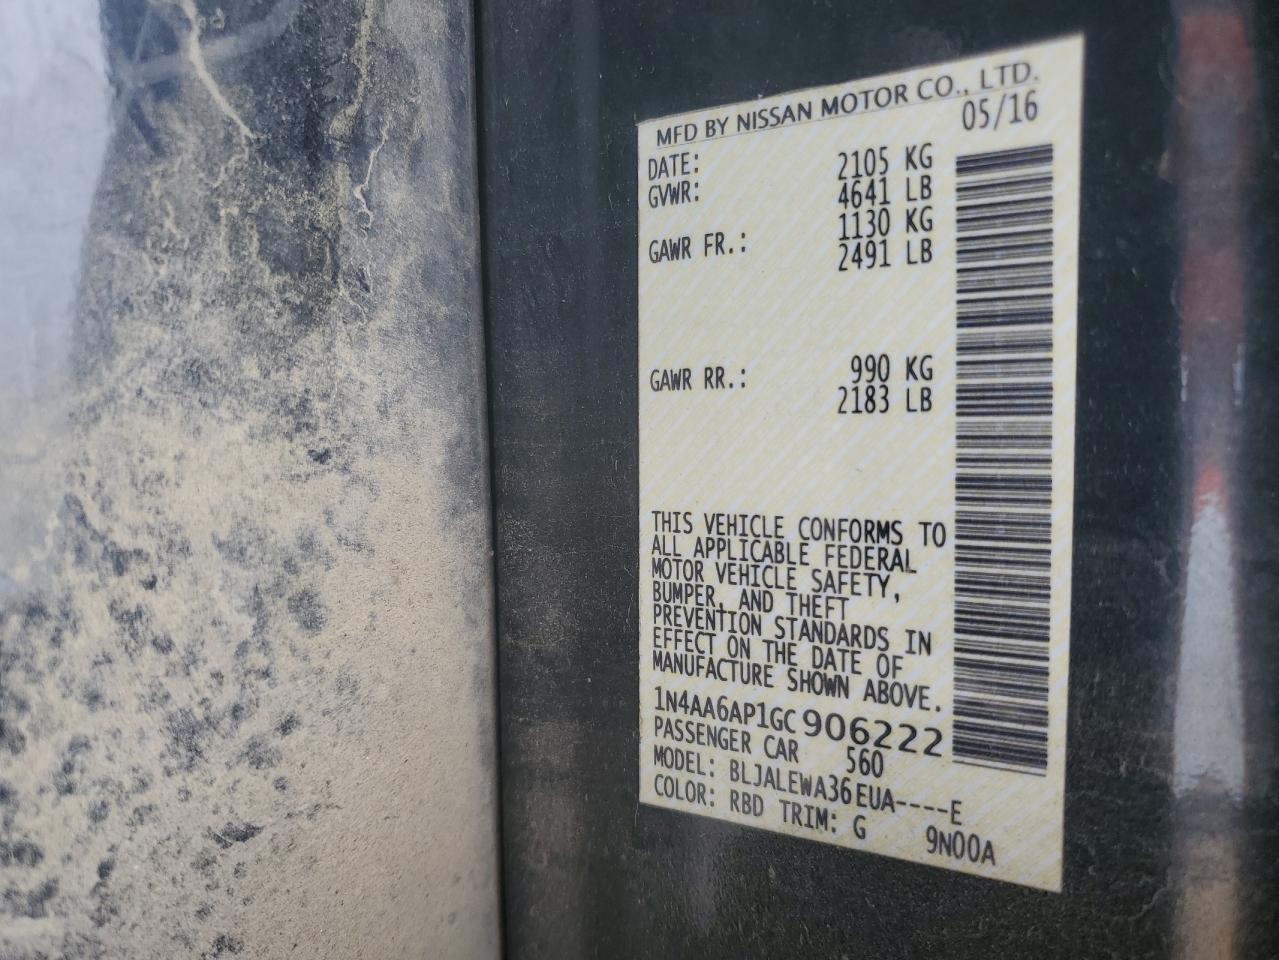 MFD BY NISSAN MOTOR CO., LTD.
DATE: 05/16
GVWR: 2105 KG
4641 LB
GAWR FR.: 1130 KG
2491 LB
GAWR RR.: 990 KG
2183 LB
THIS VEHICLE CONFORMS TO
ALL APPLICABLE FEDERAL
MOTOR VEHICLE SAFETY,
BUMPER, AND THEFT
PREVENTION STANDARDS IN
EFFECT ON THE DATE OF
MANUFACTURE SHOWN ABOVE.
1N4AA6AP1GC906222
PASSENGER CAR 560
MODEL: BLJALEWA36EUA----E
COLOR: RBD TRIM: G 9N00A